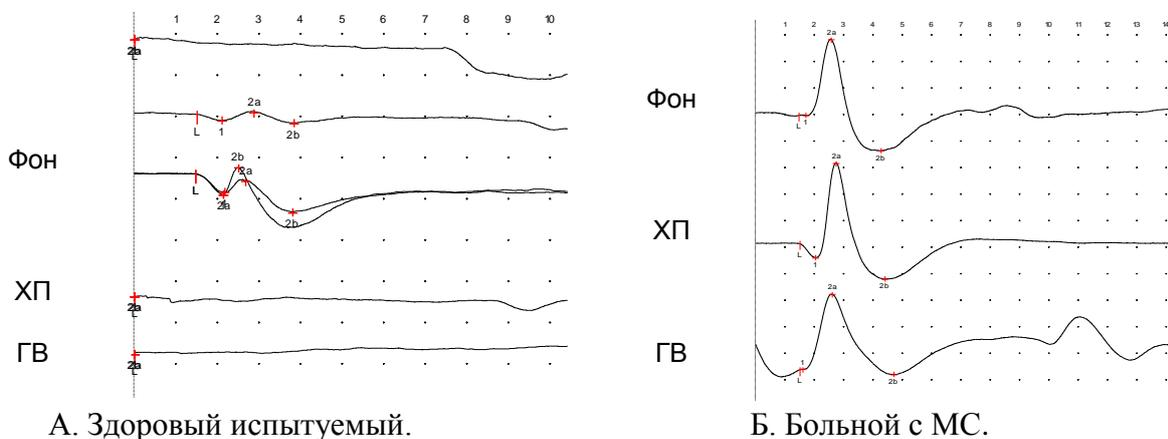 1 2 3 4 5 6 7 8 9 10
2a
L
L 1 2a 2b
Фон
L 2b 2a
2b
ХП
2a
L
ГВ
2a
L
А. Здоровый испытуемый.
1 2 3 4 5 6 7 8 9 10 11 12 13 14
2a
Фон
L 1
2b
2a
ХП
L
1
2b
2a
ГВ
1
L
2b
Б. Больной с МС.